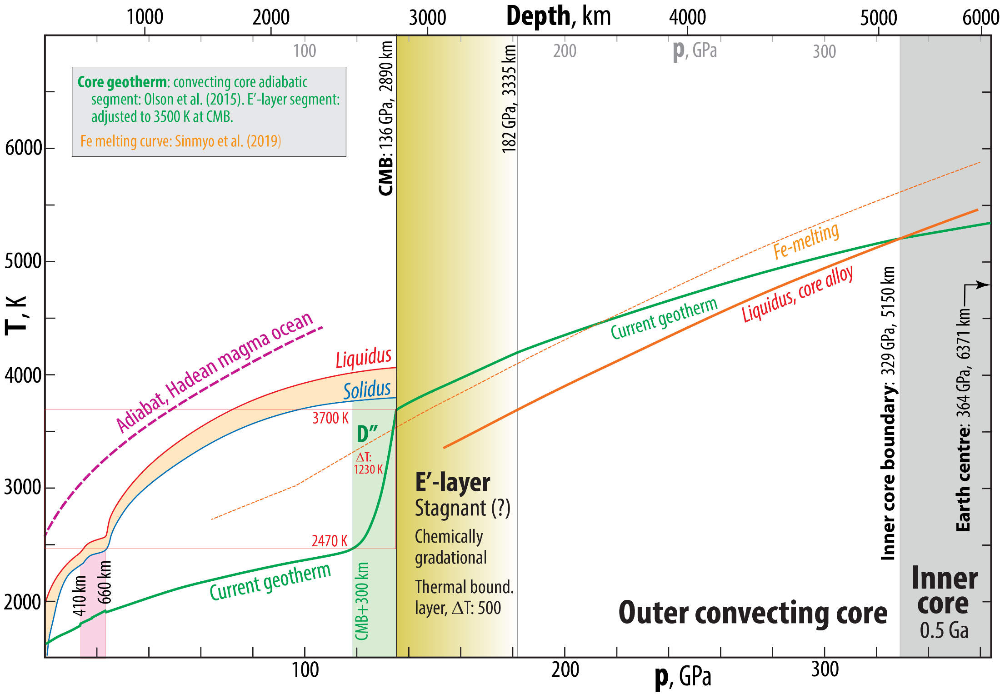 1000
2000
3000
Depth, km
4000
5000
6000
100
200
p, GPa
300
Core geotherm: convecting core adiabatic
segment: Olson et al. (2015). E′-layer segment:
adjusted to 3500 K at CMB.
Fe melting curve: Sinmyo et al. (2019)
CMB: 136 GPa, 2890 km
182 GPa, 3335 km
6000
5000
4000
3000
2000
T, K
Adiabat, Hadean magma ocean
Liquidus
Solidus
3700 K
D″
ΔT:
1230 K
2470 K
Current geotherm
410 km
660 km
CMB+300 km
E′-layer
Stagnant (?)
Chemically
gradational
Thermal bound.
layer, ΔT: 500
Fe-melting
Current geotherm
Liquidus, core alloy
Inner core boundary: 329 GPa, 5150 km
Earth centre: 364 GPa, 6371 km
Outer convecting core
Inner
core
0.5 Ga
100
200
p, GPa
300